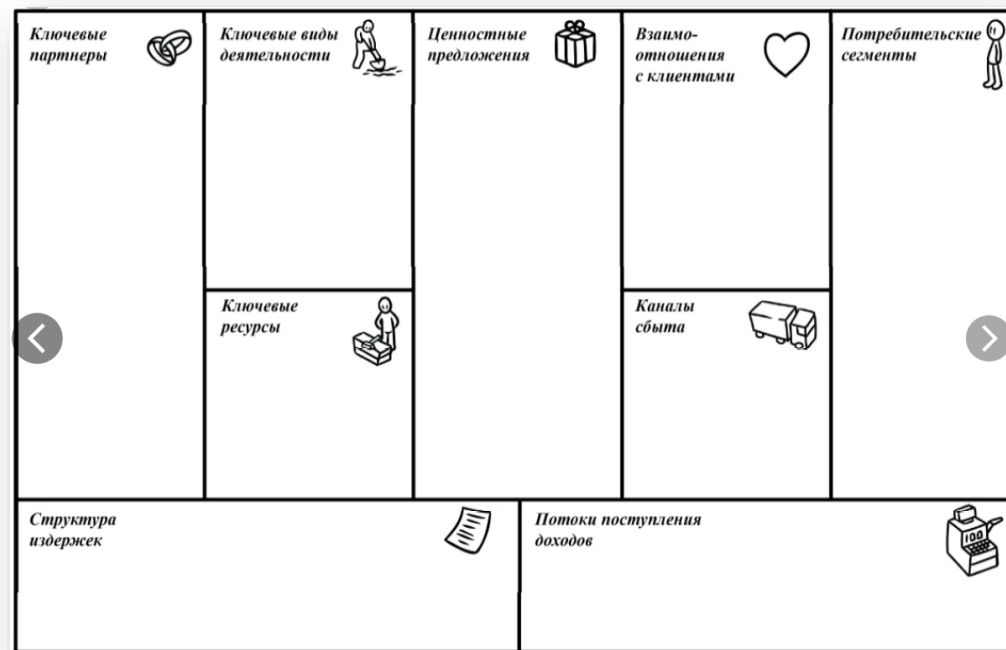 Ключевые
партнеры
Ключевые виды
деятельности
Ценностные
предложения
Взаимо-
отношения
с клиентами
Потребительские
сегменты
Ключевые
ресурсы
Каналы
сбыта
Структура
издержек
Потоки поступления
доходов
100